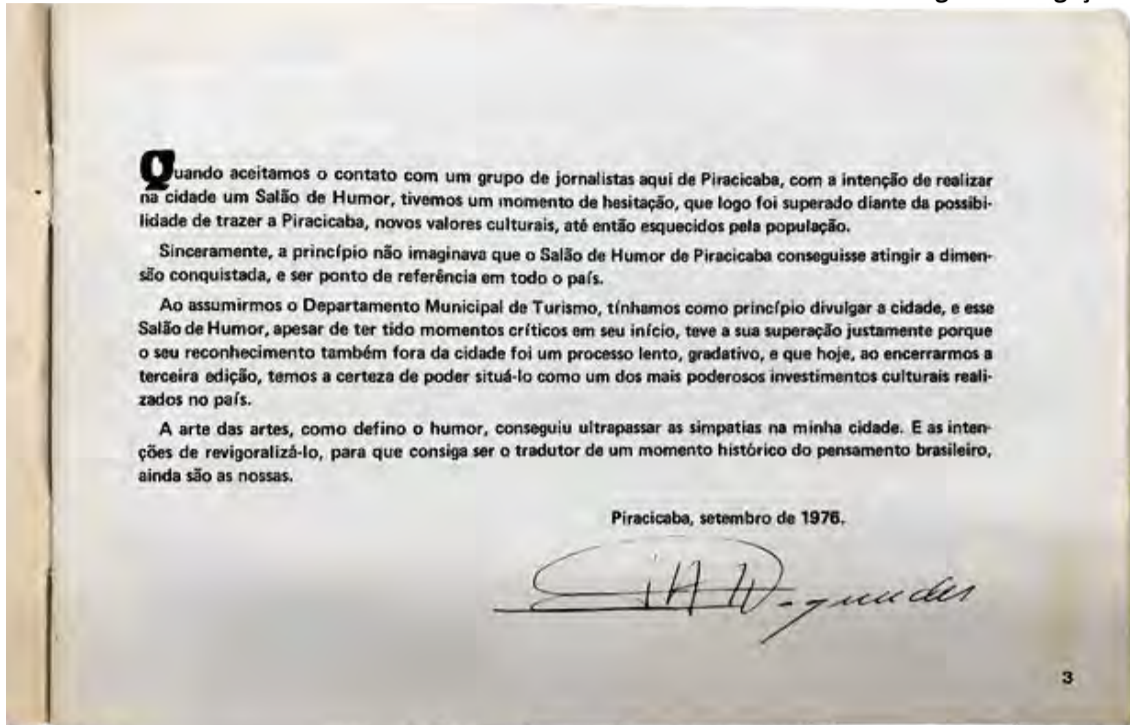 Quando aceitamos o contato com um grupo de jornalistas aqui de Piracicaba, com a intenção de realizar
na cidade um Salão de Humor, tivemos um momento de hesitação, que logo foi superado diante da possibi-
lidade de trazer a Piracicaba, novos valores culturais, até então esquecidos pela população.
Sinceramente, a princípio não imaginava que o Salão de Humor de Piracicaba conseguisse atingir a dimen-
são conquistada, e ser ponto de referência em todo o país.
Ao assumirmos o Departamento Municipal de Turismo, tínhamos como princípio divulgar a cidade, e esse
Salão de Humor, apesar de ter tido momentos críticos em seu início, teve a sua superação justamente porque
o seu reconhecimento também fora da cidade foi um processo lento, gradativo, e que hoje, ao encerrarmos a
terceira edição, temos a certeza de poder situá-lo como um dos mais poderosos investimentos culturais reali-
zados no país.
A arte das artes, como defino o humor, conseguiu ultrapassar as simpatias na minha cidade. E as inten-
ções de revigoralizá-lo, para que consiga ser o tradutor de um momento histórico do pensamento brasileiro,
ainda são as nossas.
Piracicaba, setembro de 1976.
3